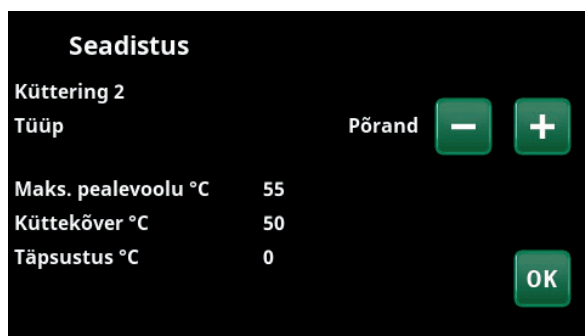 Seadistus
Küttering 2
Tüüp Põrand − +
Maks. pealevoolu °C 55
Küttekõver °C 50
Täpsustus °C 0
OK